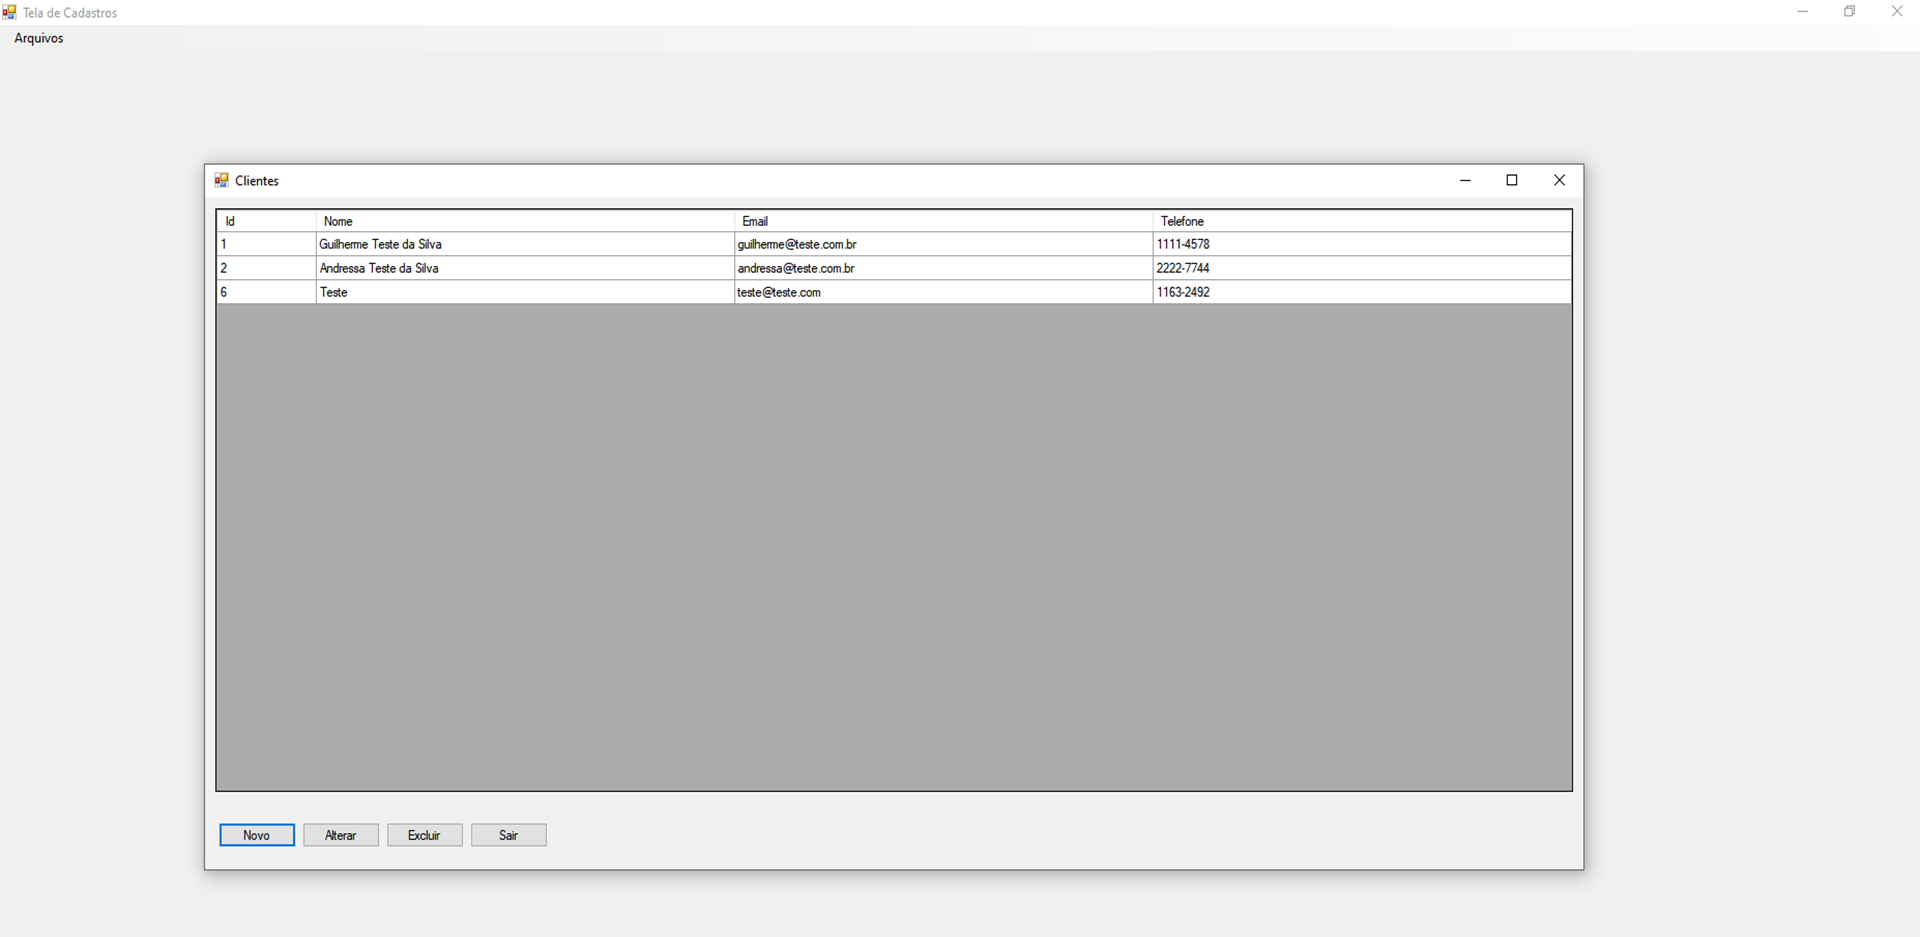 Tela de Cadastros
Arquivos
Clientes
Id Nome Email Telefone
1 Guilherme Teste da Silva guilherme@teste.com.br 1111-4578
2 Andressa Teste da Silva andressa@teste.com.br 2222-7744
6 Teste teste@teste.com 1163-2492
Novo Alterar Excluir Sair